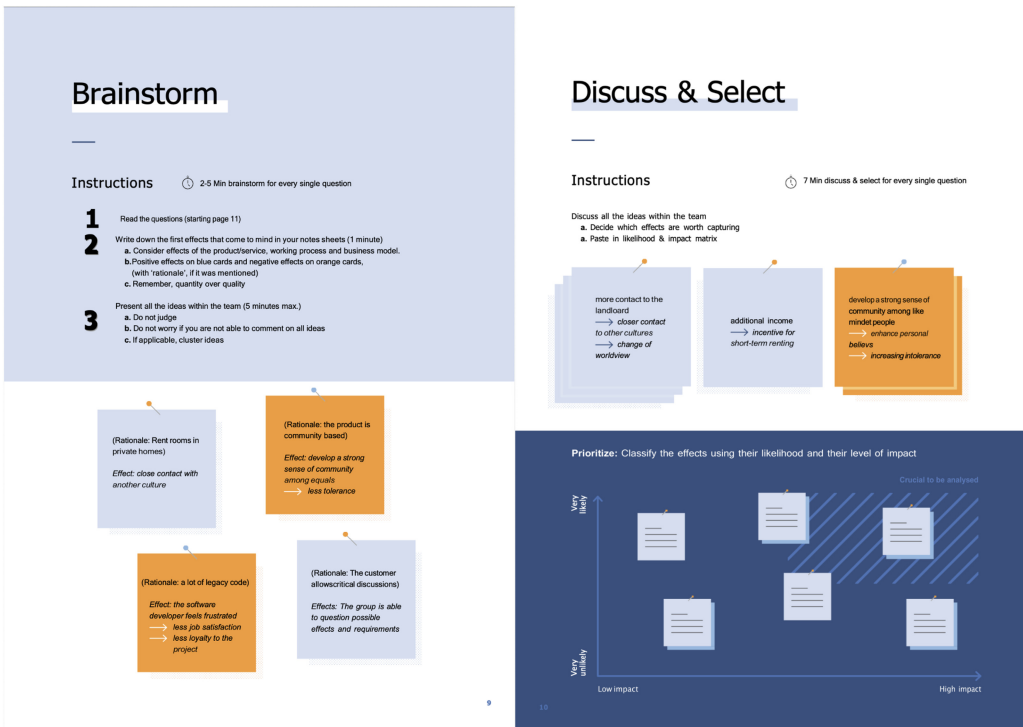 Brainstorm
Instructions
2-5 Min brainstorm for every single question
1
Read the questions (starting page 11)
2
Write down the first effects that come to mind in your notes sheets (1 minute)
a. Consider effects of the product/service, working process and business model.
b.Positive effects on blue cards and negative effects on orange cards,
(with 'rationale', if it was mentioned)
c. Remember, quantity over quality
3
Present all the ideas within the team (5 minutes max.)
a. Do not judge
b. Do not worry if you are not able to comment on all ideas
c. If applicable, cluster ideas
(Rationale: Rent rooms in
private homes)
Effect: close contact with
another culture
(Rationale: the product is
community based)
Effect: develop a strong
sense of community
among equals
→ less tolerance
(Rationale: a lot of legacy code)
Effect: the software
developer feels frustrated
→ less job satisfaction
→ less loyalty to the
project
(Rationale: The customer
allowscritical discussions)
Effects: The group is able
to question possible
effects and requirements
9
Discuss & Select
Instructions
7 Min discuss & select for every single question
Discuss all the ideas within the team
a. Decide which effects are worth capturing
a. Paste in likelihood & impact matrix
more contact to the
landloard
→ closer contact
to other cultures
→ change of
worldview
additional income
→ incentive for
short-term renting
develop a strong sense of
community among like
mindet people
→ enhance personal
believs
→ increasing intolerance
Prioritize: Classify the effects using their likelihood and their level of impact
Crucial to be analysed
Very
likely
Very
unlikely
Low impact
High impact
10